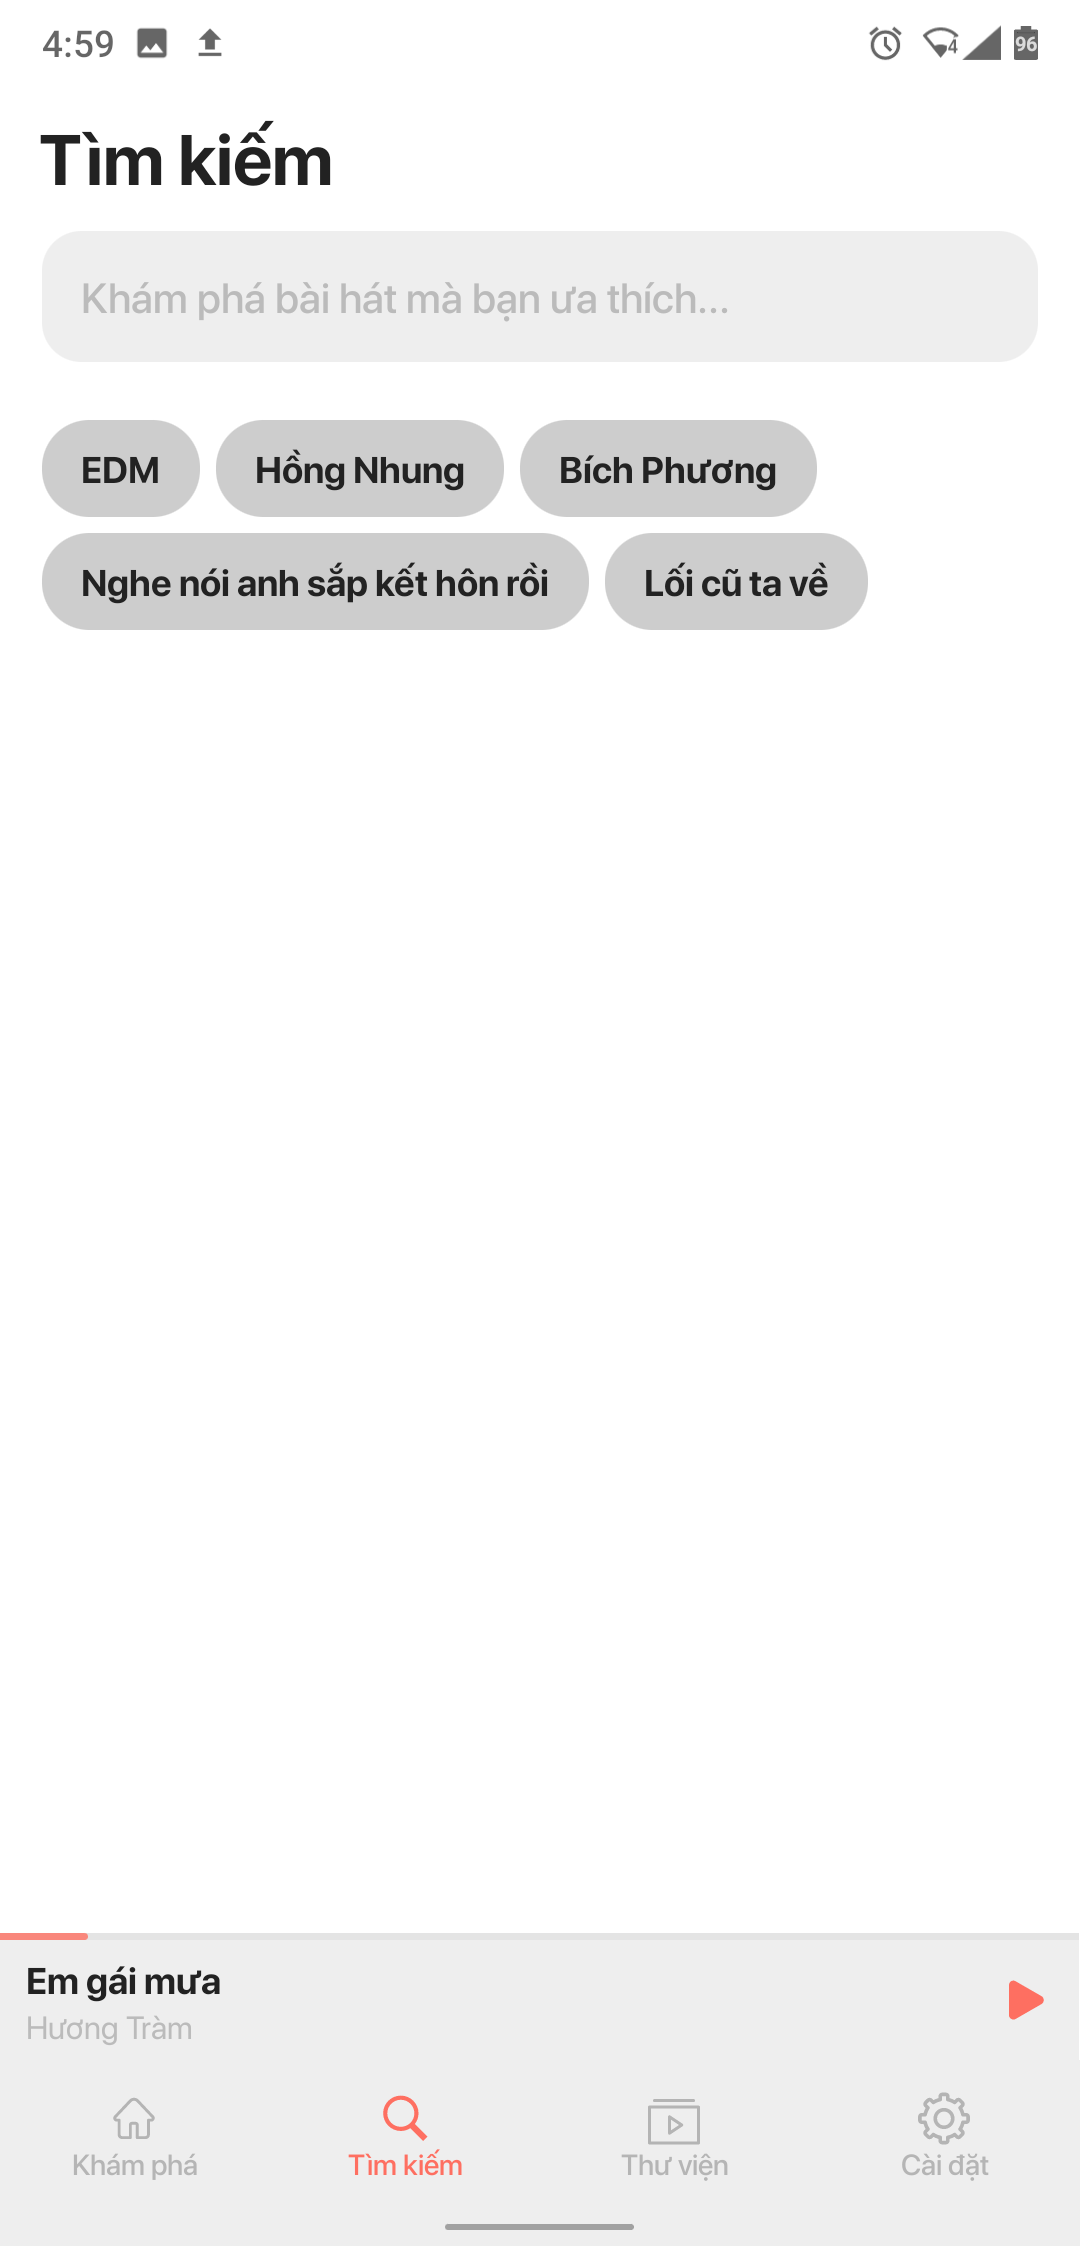 4:59
4
96
Tìm kiếm
Khám phá bài hát mà bạn ưa thích...
EDM
Hồng Nhung
Bích Phương
Nghe nói anh sắp kết hôn rồi
Lối cũ ta về
Em gái mưa
Hương Tràm
Khám phá
Tìm kiếm
Thư viện
Cài đặt